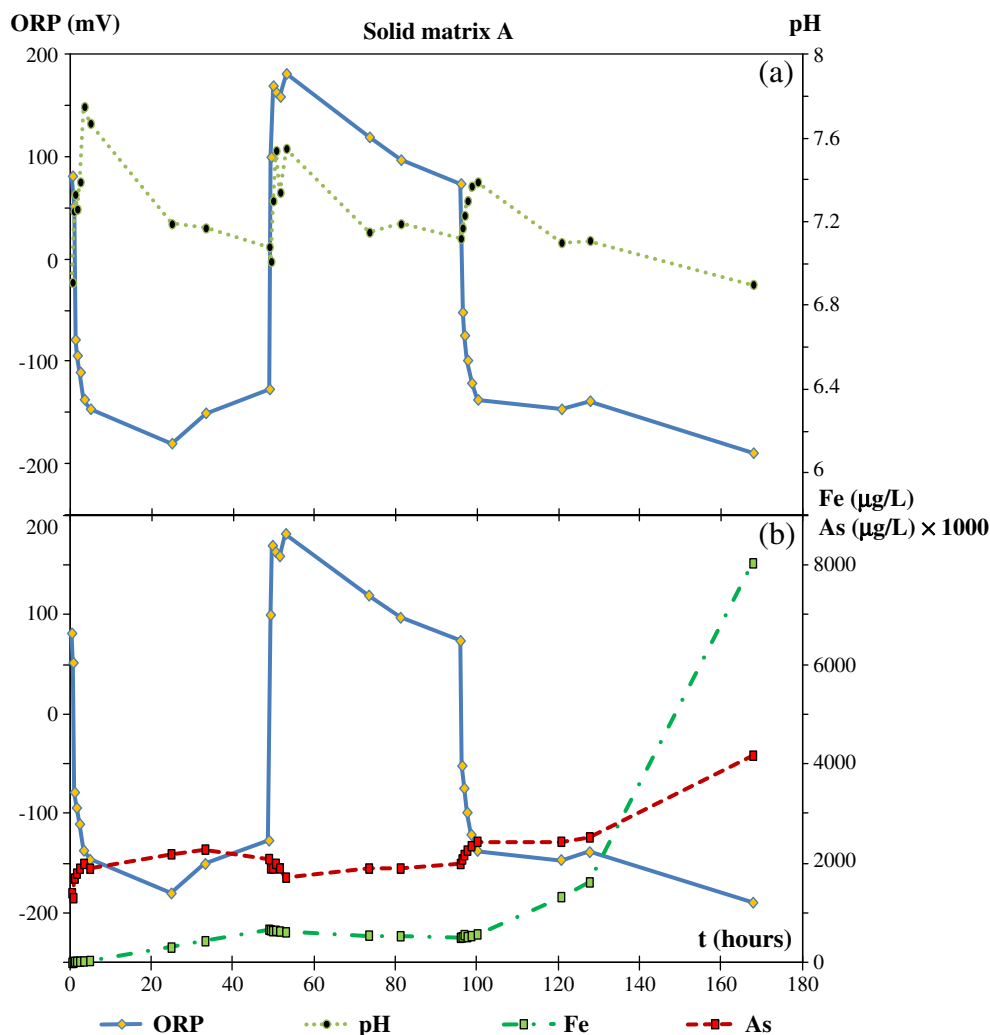 ORP (mV) Solid matrix A pH
200 (a) 8
100 7.6
0 7.2
-100 6.8
-200 6.4
6
Fe (µg/L)
As (µg/L) × 1000
200 (b) 8000
100 6000
0 4000
-100 2000
-200 t (hours) 0
0 20 40 60 80 100 120 140 160 180
ORP pH Fe As